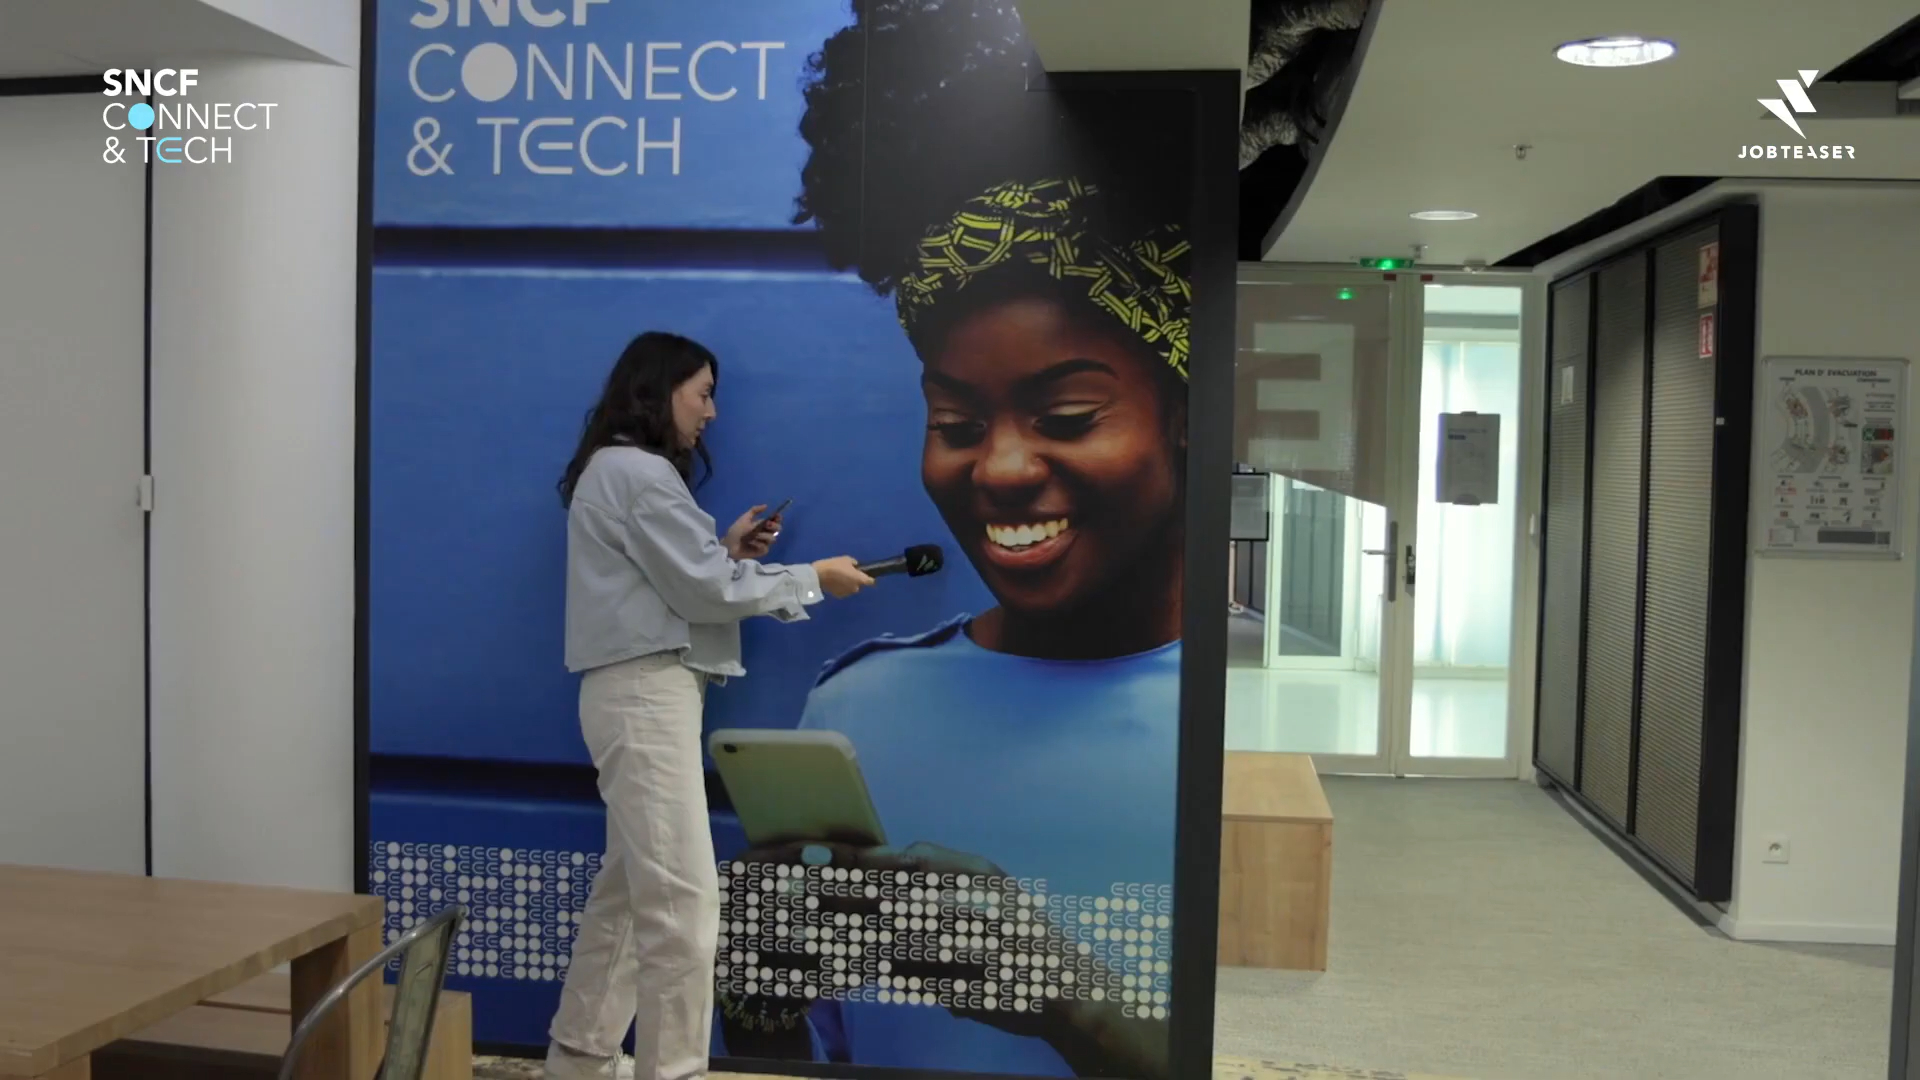 SNCF
CONNECT
& TECH
SNCF
CONNECT
& TECH
JOBTEASER
PLAN D' EVACUATION